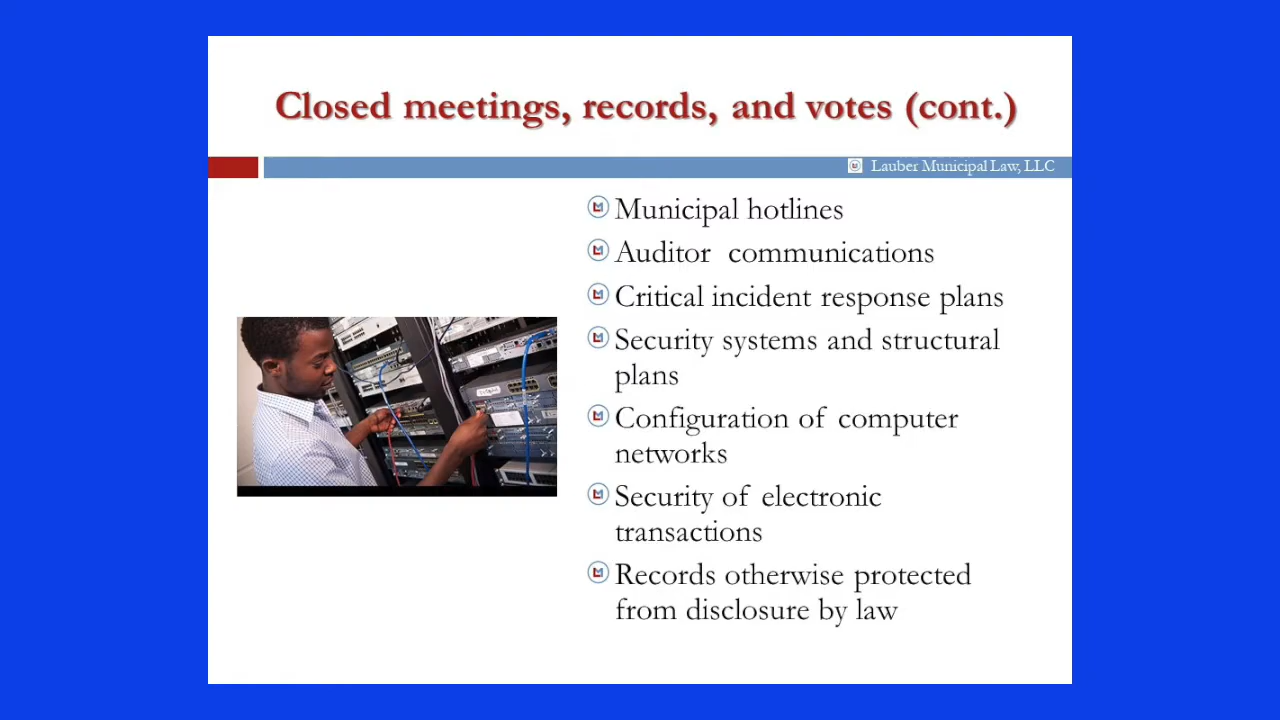 Closed meetings, records, and votes (cont.)
Lauber Municipal Law, LLC
Municipal hotlines
Auditor communications
Critical incident response plans
Security systems and structural
plans
Configuration of computer
networks
Security of electronic
transactions
Records otherwise protected
from disclosure by law